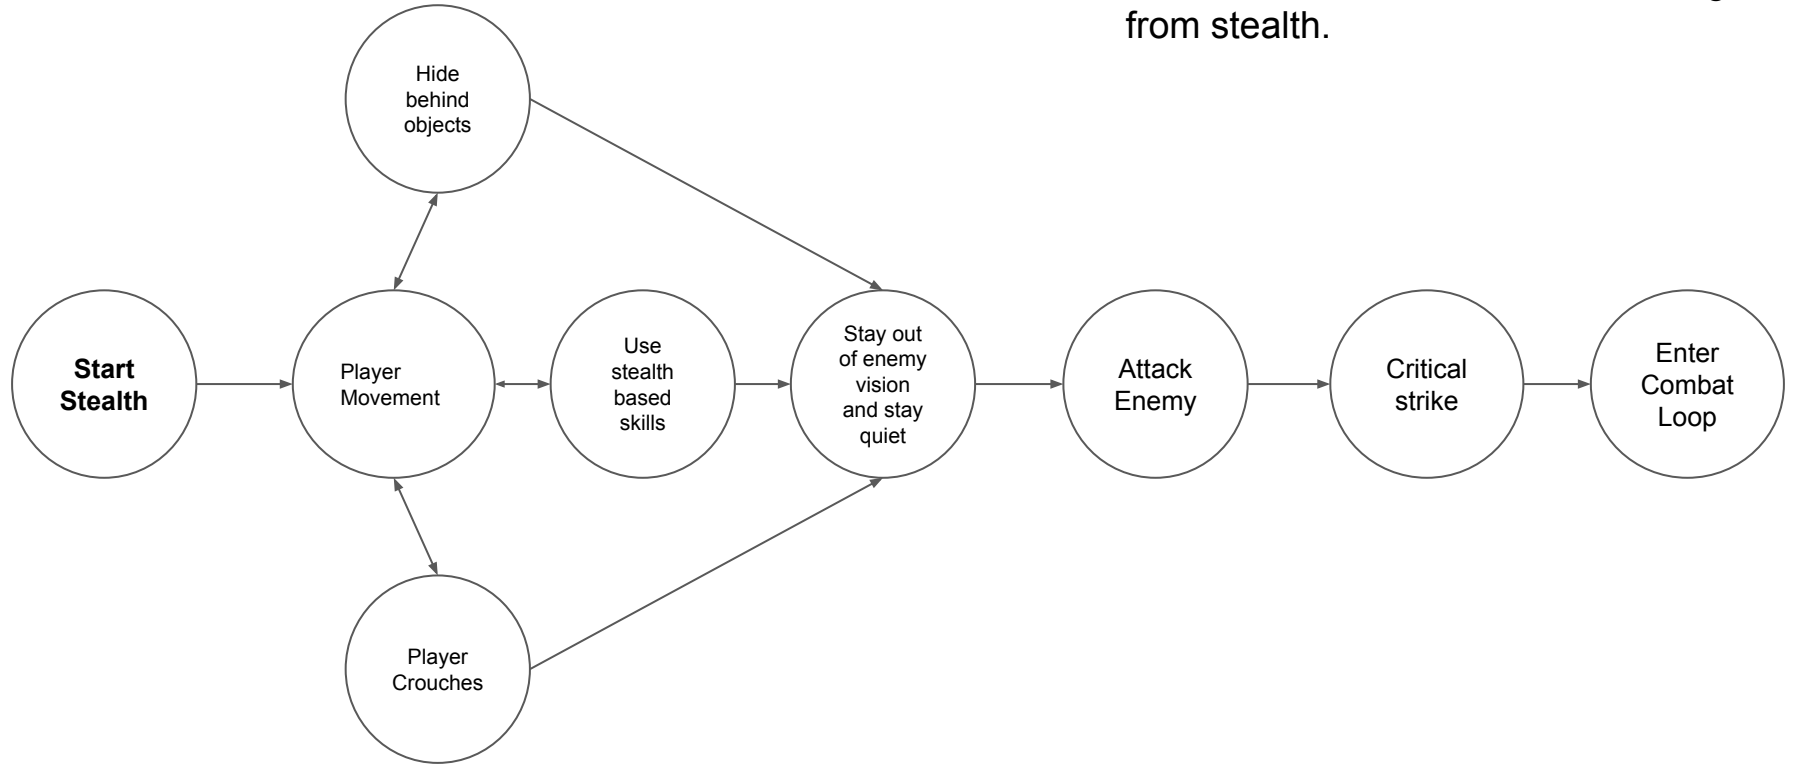 from stealth.
Hide
behind
objects
Start
Stealth
Player
Movement
Use
stealth
based
skills
Stay out
of enemy
vision
and stay
quiet
Attack
Enemy
Critical
strike
Enter
Combat
Loop
Player
Crouches